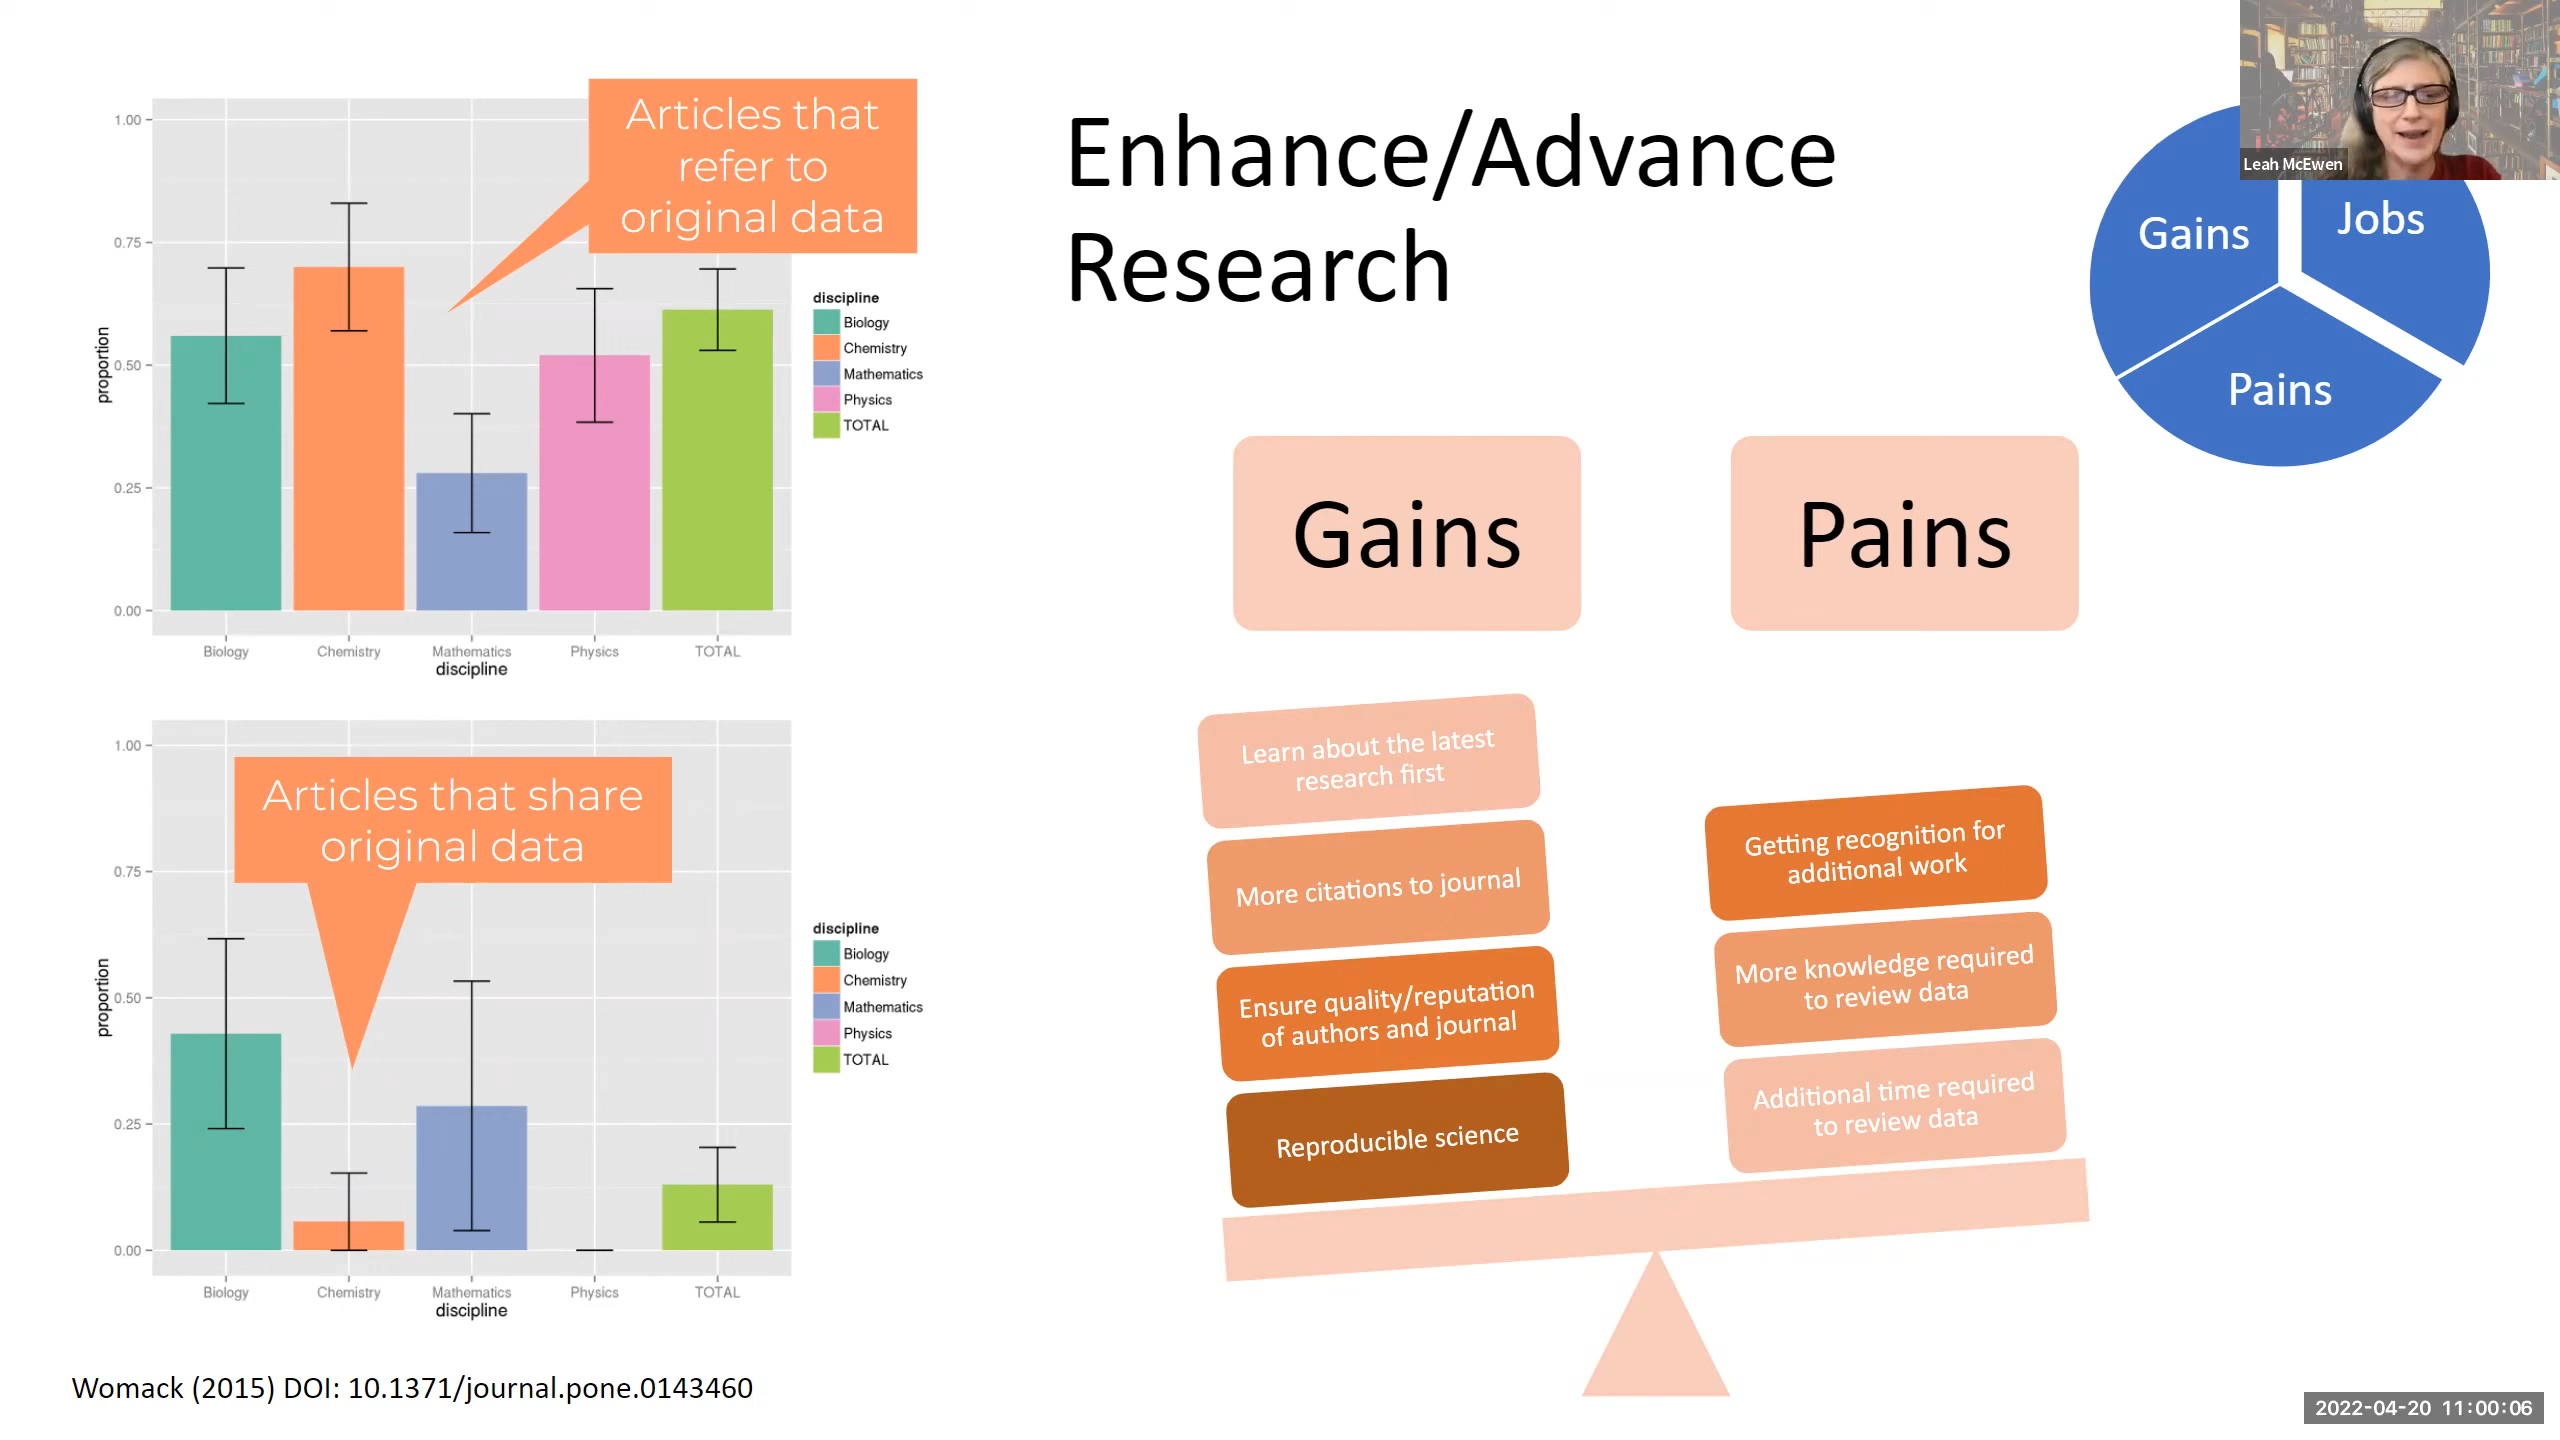 Articles that
refer to
original data
1.00
0.75
0.50
0.25
0.00
proportion
Biology
Chemistry
Mathematics
Physics
TOTAL
discipline
discipline
Biology
Chemistry
Mathematics
Physics
TOTAL
Articles that share
original data
1.00
0.75
0.50
0.25
0.00
proportion
Biology
Chemistry
Mathematics
Physics
TOTAL
discipline
discipline
Biology
Chemistry
Mathematics
Physics
TOTAL
Womack (2015) DOI: 10.1371/journal.pone.0143460
Enhance/Advance
Research
Gains
Pains
Learn about the latest
research first
More citations to journal
Ensure quality/reputation
of authors and journal
Reproducible science
Getting recognition for
additional work
More knowledge required
to review data
Additional time required
to review data
Leah McEwen
Gains
Jobs
Pains
2022-04-20 11:00:06